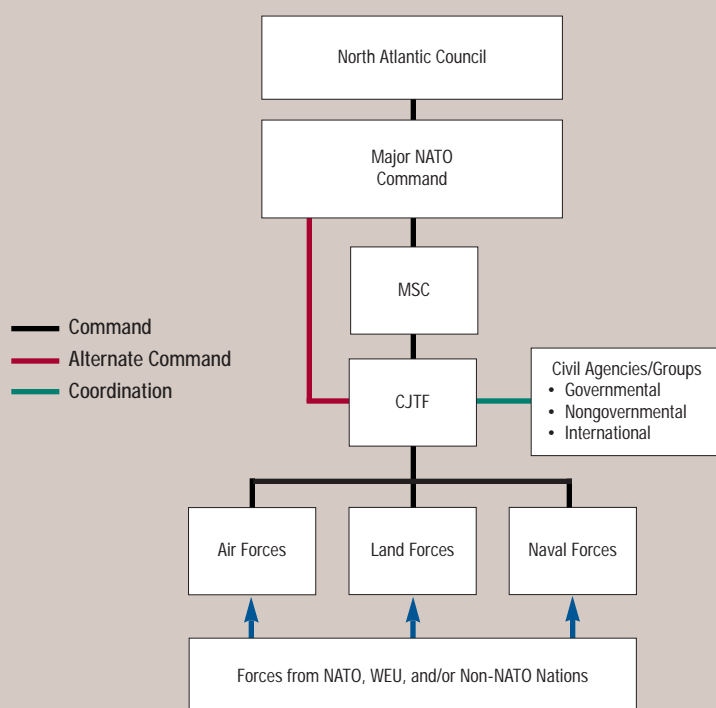 North Atlantic Council
Major NATO
Command
MSC
Command
Alternate Command
Coordination
CJTF
Civil Agencies/Groups
• Governmental
• Nongovernmental
• International
Air Forces
Land Forces
Naval Forces
Forces from NATO, WEU, and/or Non-NATO Nations